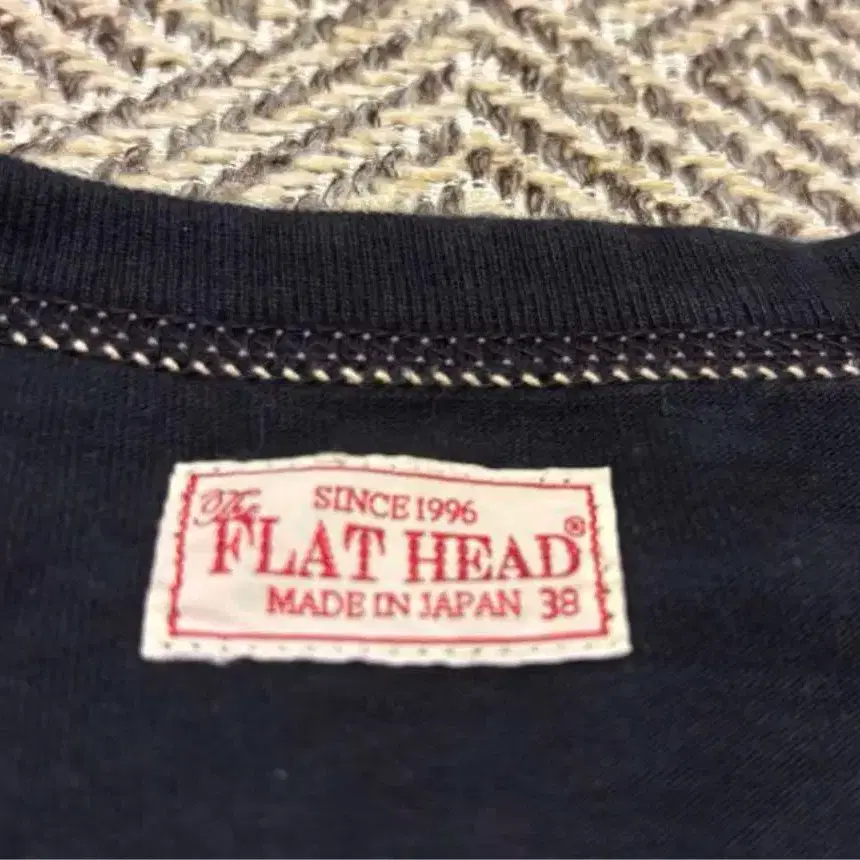 SINCE 1996
The
FLAT HEAD®
MADE IN JAPAN 38